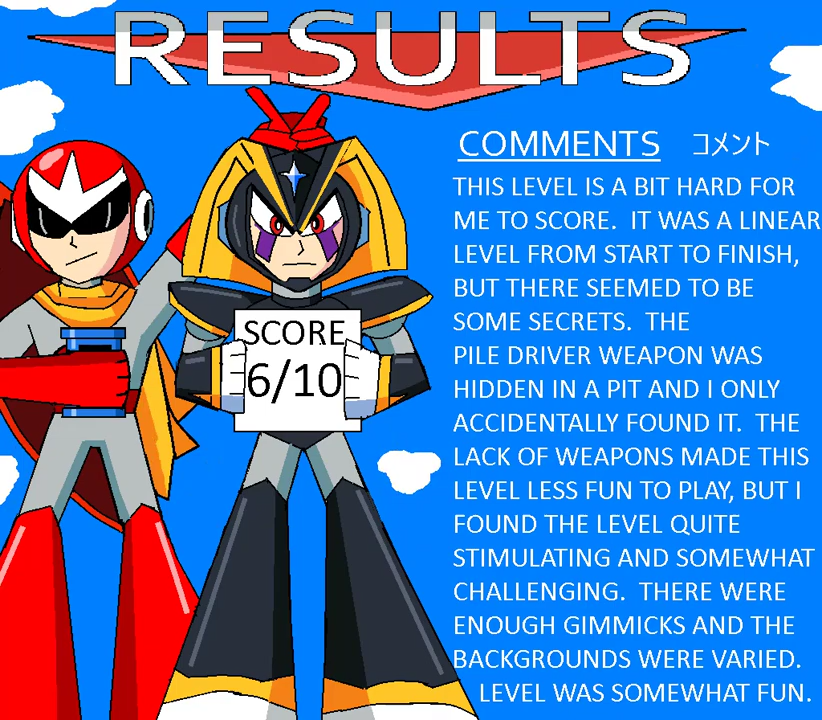 RESULTS
COMMENTS コメント
THIS LEVEL IS A BIT HARD FOR
ME TO SCORE.  IT WAS A LINEAR
LEVEL FROM START TO FINISH,
BUT THERE SEEMED TO BE
SOME SECRETS.  THE
PILE DRIVER WEAPON WAS
HIDDEN IN A PIT AND I ONLY
ACCIDENTALLY FOUND IT.  THE
LACK OF WEAPONS MADE THIS
LEVEL LESS FUN TO PLAY, BUT I
FOUND THE LEVEL QUITE
STIMULATING AND SOMEWHAT
CHALLENGING.  THERE WERE
ENOUGH GIMMICKS AND THE
BACKGROUNDS WERE VARIED.
LEVEL WAS SOMEWHAT FUN.
SCORE
6/10